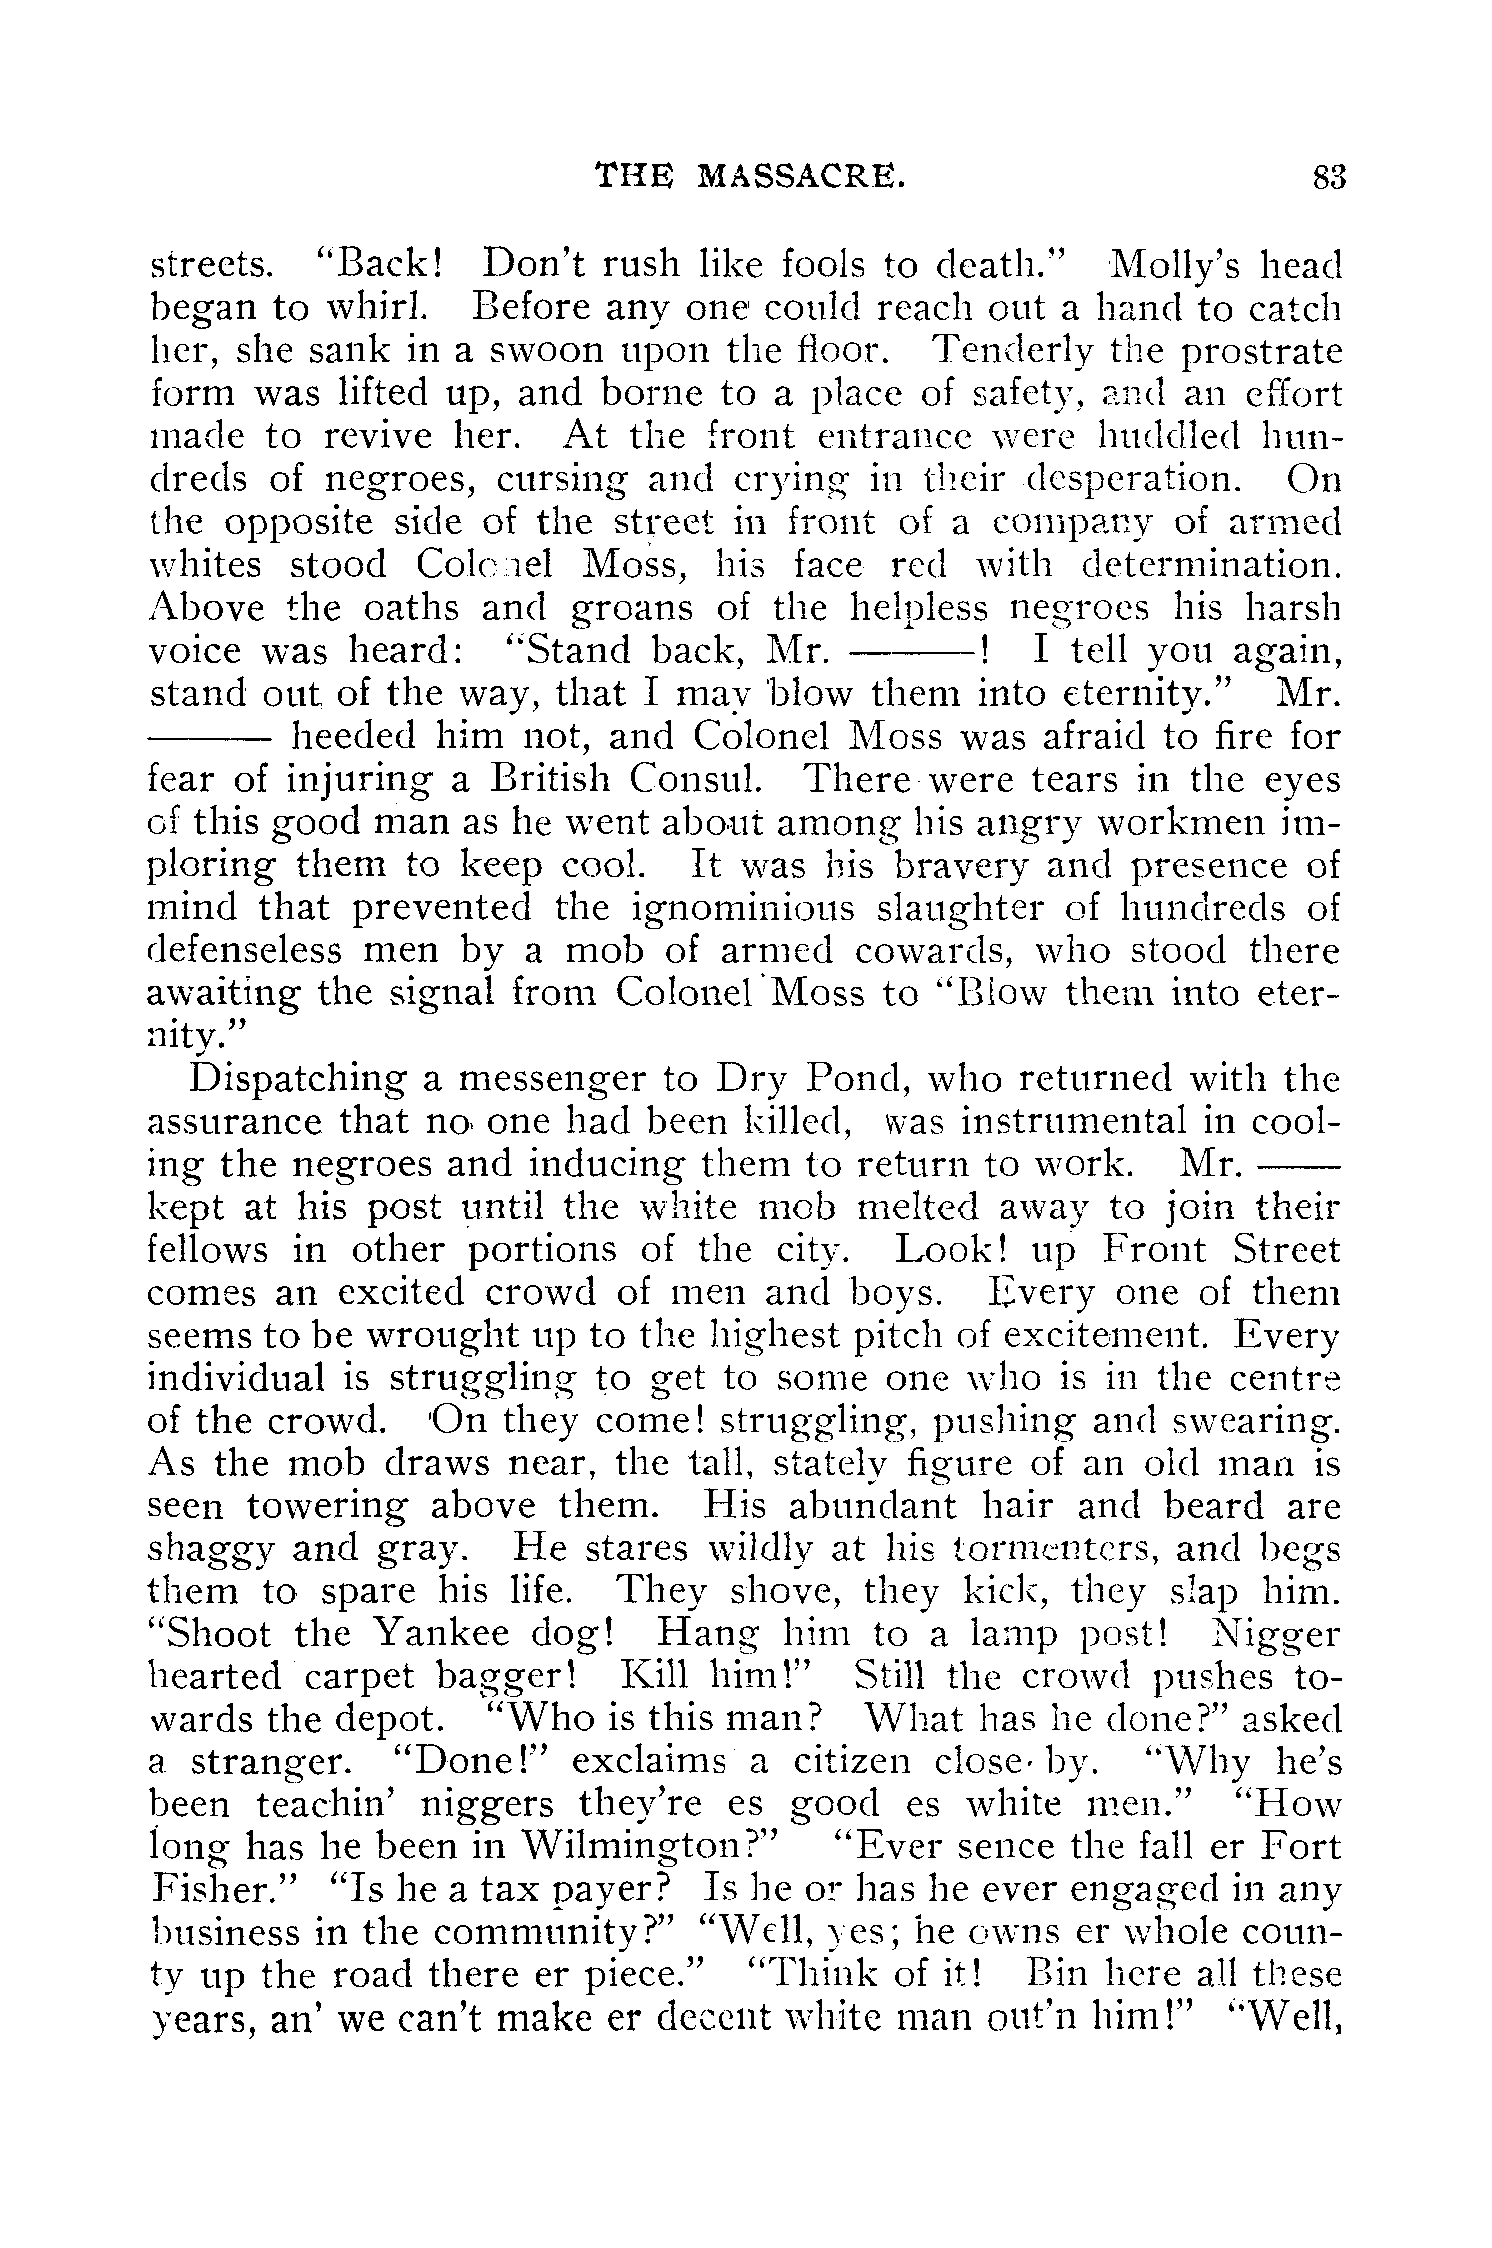 THE MASSACRE. 83
streets. “Back! Don’t rush like fools to death.” Molly’s head
began to whirl. Before any one could reach out a hand to catch
her, she sank in a swoon upon the floor. Tenderly the prostrate
form was lifted up, and borne to a place of safety, and an effort
made to revive her. At the front entrance were huddled hun-
dreds of negroes, cursing and crying in their desperation. On
the opposite side of the street in front of a company of armed
whites stood Colonel Moss, his face red with determination.
Above the oaths and groans of the helpless negroes his harsh
voice was heard: “Stand back, Mr. ———! I tell you again,
stand out of the way, that I may blow them into eternity.” Mr.
——— heeded him not, and Colonel Moss was afraid to fire for
fear of injuring a British Consul. There were tears in the eyes
of this good man as he went about among his angry workmen im-
ploring them to keep cool. It was his bravery and presence of
mind that prevented the ignominious slaughter of hundreds of
defenseless men by a mob of armed cowards, who stood there
awaiting the signal from Colonel Moss to “Blow them into eter-
nity.”
Dispatching a messenger to Dry Pond, who returned with the
assurance that no one had been killed, was instrumental in cool-
ing the negroes and inducing them to return to work. Mr. ——
kept at his post until the white mob melted away to join their
fellows in other portions of the city. Look! up Front Street
comes an excited crowd of men and boys. Every one of them
seems to be wrought up to the highest pitch of excitement. Every
individual is struggling to get to some one who is in the centre
of the crowd. On they come! struggling, pushing and swearing.
As the mob draws near, the tall, stately figure of an old man is
seen towering above them. His abundant hair and beard are
shaggy and gray. He stares wildly at his tormenters, and begs
them to spare his life. They shove, they kick, they slap him.
“Shoot the Yankee dog! Hang him to a lamp post! Nigger
hearted carpet bagger! Kill him!” Still the crowd pushes to-
wards the depot. “Who is this man? What has he done?” asked
a stranger. “Done!” exclaims a citizen close by. “Why he’s
been teachin’ niggers they’re es good es white men.” “How
long has he been in Wilmington?” “Ever sence the fall er Fort
Fisher.” “Is he a tax payer? Is he or has he ever engaged in any
business in the community?” “Well, yes; he owns er whole coun-
ty up the road there er piece.” “Think of it! Bin here all these
years, an’ we can’t make er decent white man out’n him!” “Well,